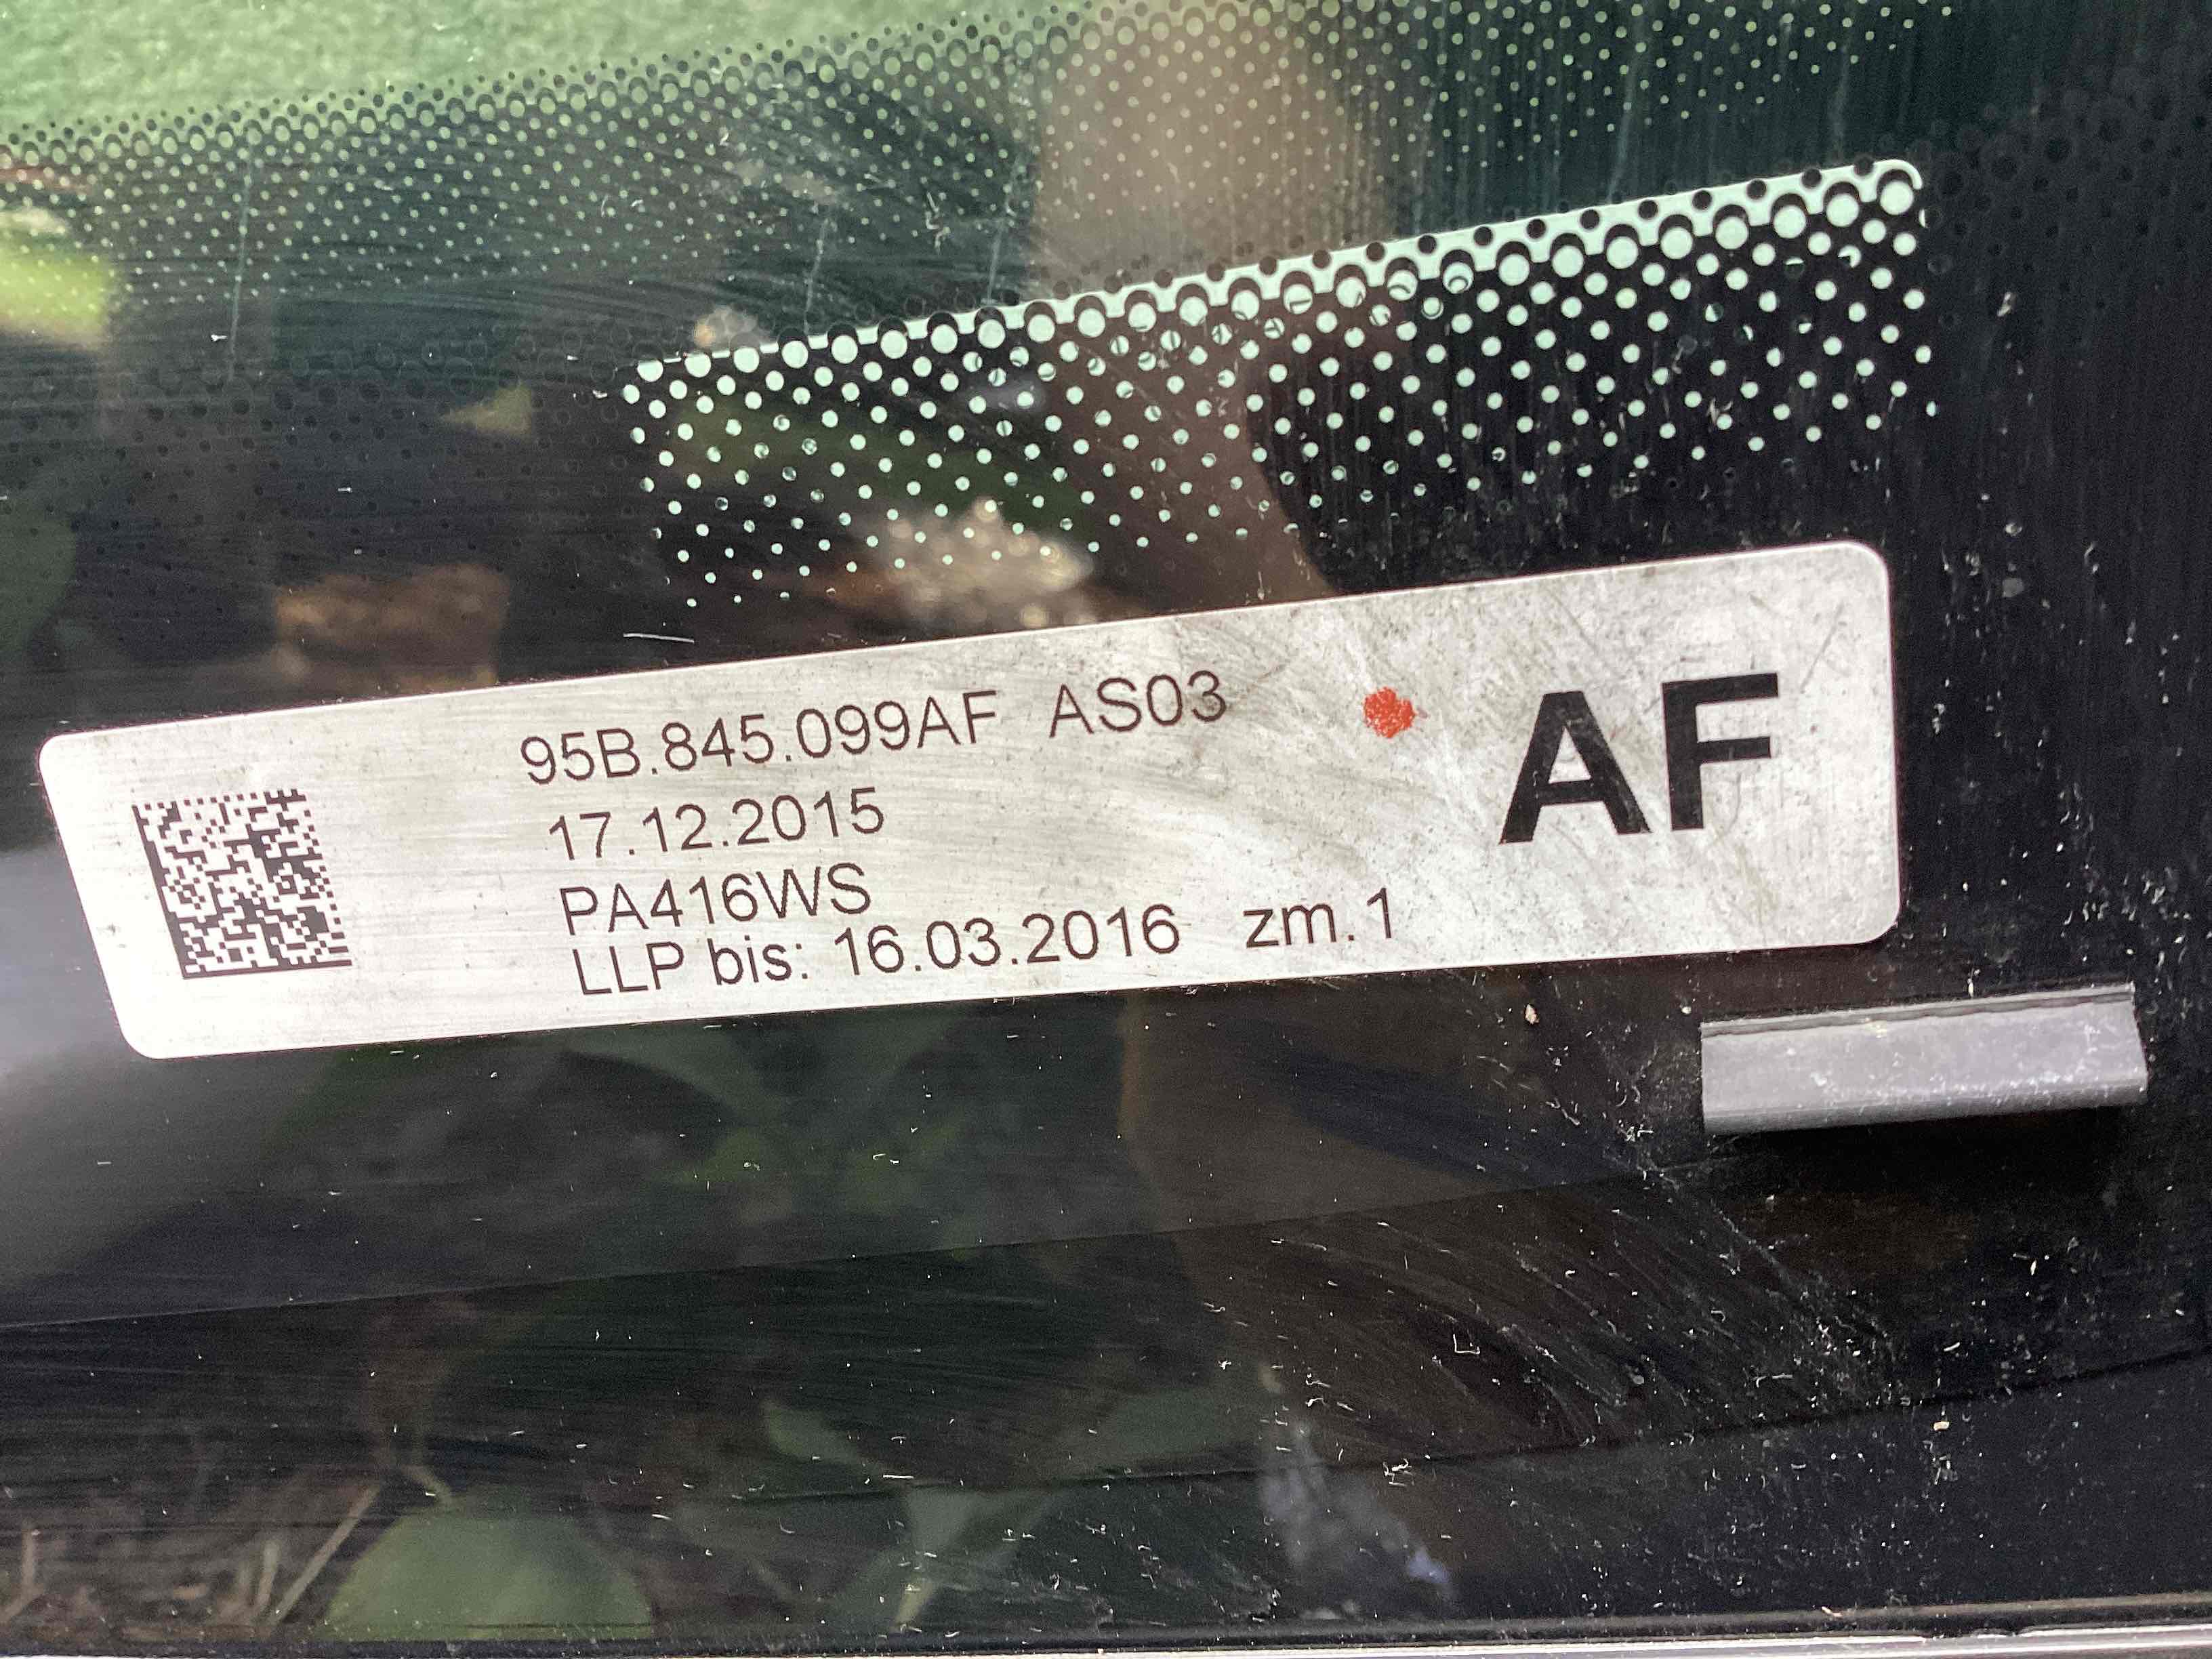 95B.845.099AF AS03
17.12.2015
PA416WS
LLP bis: 16.03.2016 zm.1
AF